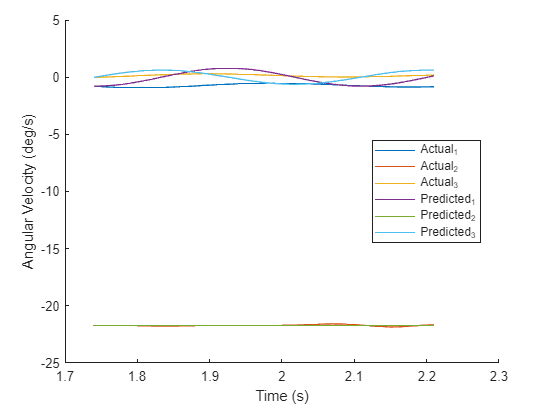 5
0
-5
-10
-15
-20
-25
Angular Velocity (deg/s)
Actual₁
Actual₂
Actual₃
Predicted₁
Predicted₂
Predicted₃
1.7 1.8 1.9 2 2.1 2.2 2.3
Time (s)